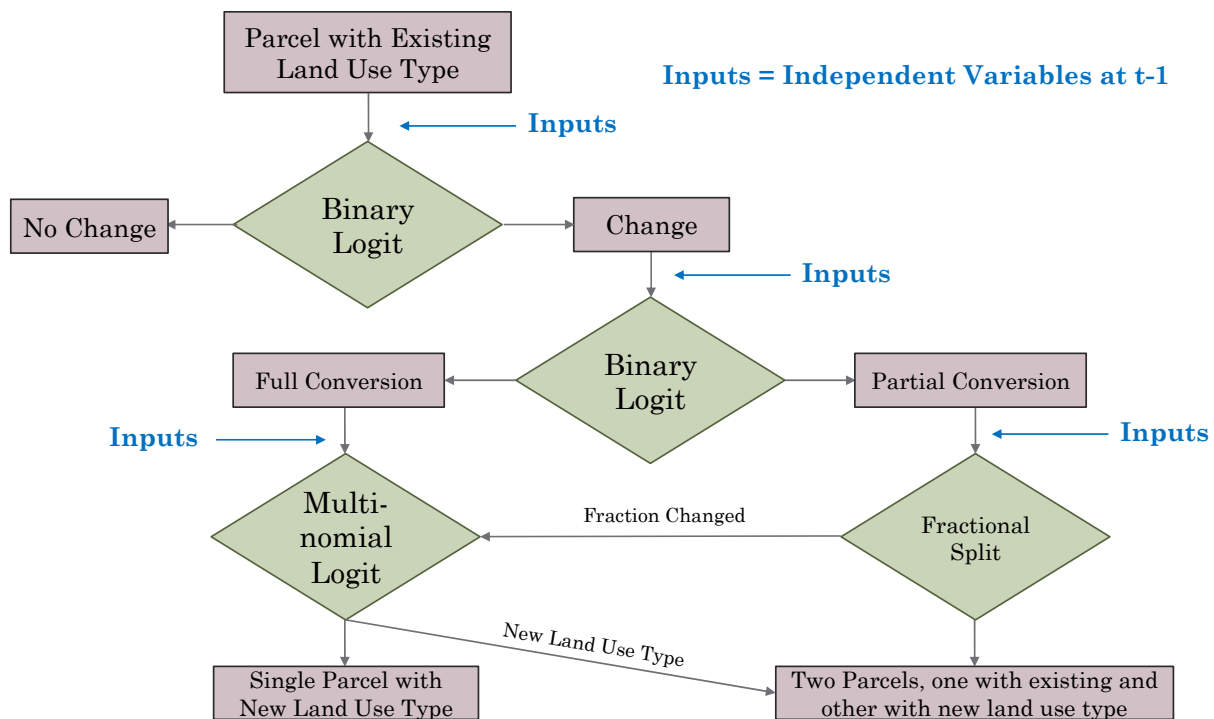 Parcel with Existing
Land Use Type
Inputs = Independent Variables at t-1
Inputs
No Change
Binary
Logit
Change
Inputs
Full Conversion
Binary
Logit
Partial Conversion
Inputs
Inputs
Multi-
nomial
Logit
Fraction Changed
Fractional
Split
New Land Use Type
Single Parcel with
New Land Use Type
Two Parcels, one with existing and
other with new land use type